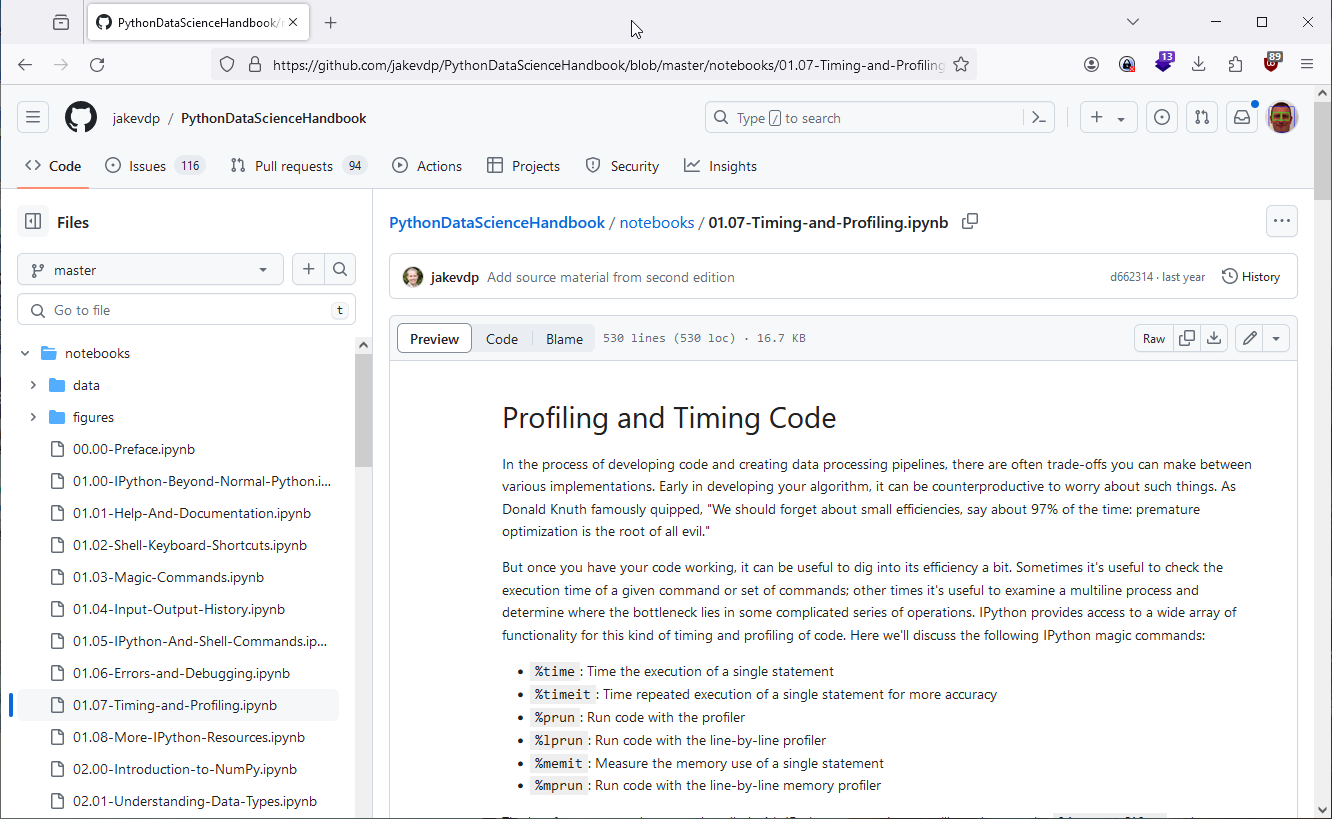 PythonDataScienceHandbook/
https://github.com/jakevdp/PythonDataScienceHandbook/blob/master/notebooks/01.07-Timing-and-Profiling
13
89
jakevdp / PythonDataScienceHandbook
Type / to search
Code
Issues 116
Pull requests 94
Actions
Projects
Security
Insights
Files
master
Go to file
t
notebooks
data
figures
00.00-Preface.ipynb
01.00-IPython-Beyond-Normal-Python.i...
01.01-Help-And-Documentation.ipynb
01.02-Shell-Keyboard-Shortcuts.ipynb
01.03-Magic-Commands.ipynb
01.04-Input-Output-History.ipynb
01.05-IPython-And-Shell-Commands.ip...
01.06-Errors-and-Debugging.ipynb
01.07-Timing-and-Profiling.ipynb
01.08-More-IPython-Resources.ipynb
02.00-Introduction-to-NumPy.ipynb
02.01-Understanding-Data-Types.ipynb
PythonDataScienceHandbook / notebooks / 01.07-Timing-and-Profiling.ipynb
jakevdp Add source material from second edition
d662314 · last year
History
Preview
Code
Blame
530 lines (530 loc) · 16.7 KB
Raw
Profiling and Timing Code
In the process of developing code and creating data processing pipelines, there are often trade-offs you can make between
various implementations. Early in developing your algorithm, it can be counterproductive to worry about such things. As
Donald Knuth famously quipped, "We should forget about small efficiencies, say about 97% of the time: premature
optimization is the root of all evil."
But once you have your code working, it can be useful to dig into its efficiency a bit. Sometimes it's useful to check the
execution time of a given command or set of commands; other times it's useful to examine a multiline process and
determine where the bottleneck lies in some complicated series of operations. IPython provides access to a wide array of
functionality for this kind of timing and profiling of code. Here we'll discuss the following IPython magic commands:
• %time : Time the execution of a single statement
• %timeit : Time repeated execution of a single statement for more accuracy
• %prun : Run code with the profiler
• %lprun : Run code with the line-by-line profiler
• %memit : Measure the memory use of a single statement
• %mprun : Run code with the line-by-line memory profiler